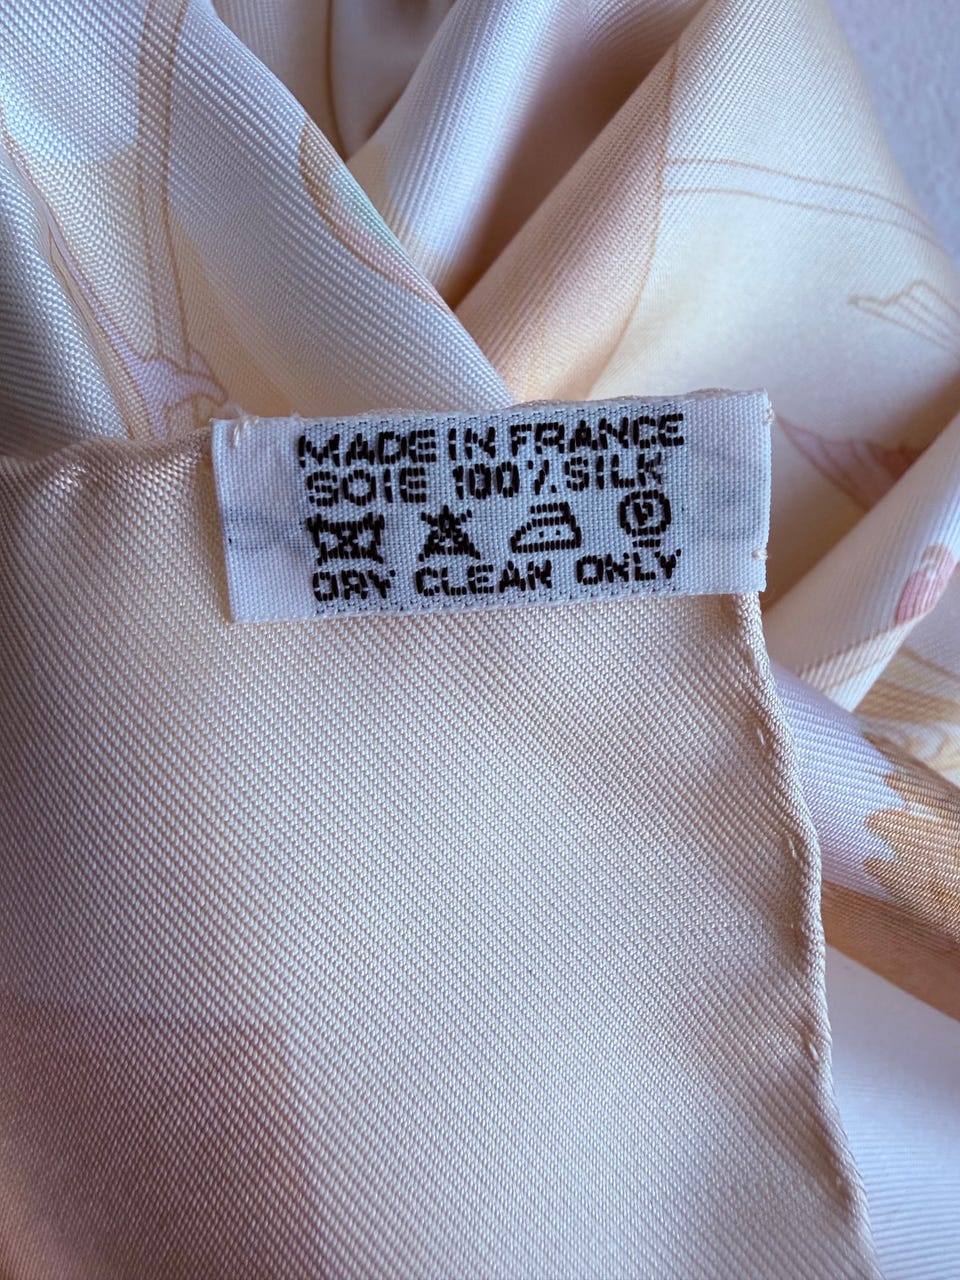 MADE IN FRANCE
SOIE 100% SILK
P
DRY CLEAN ONLY